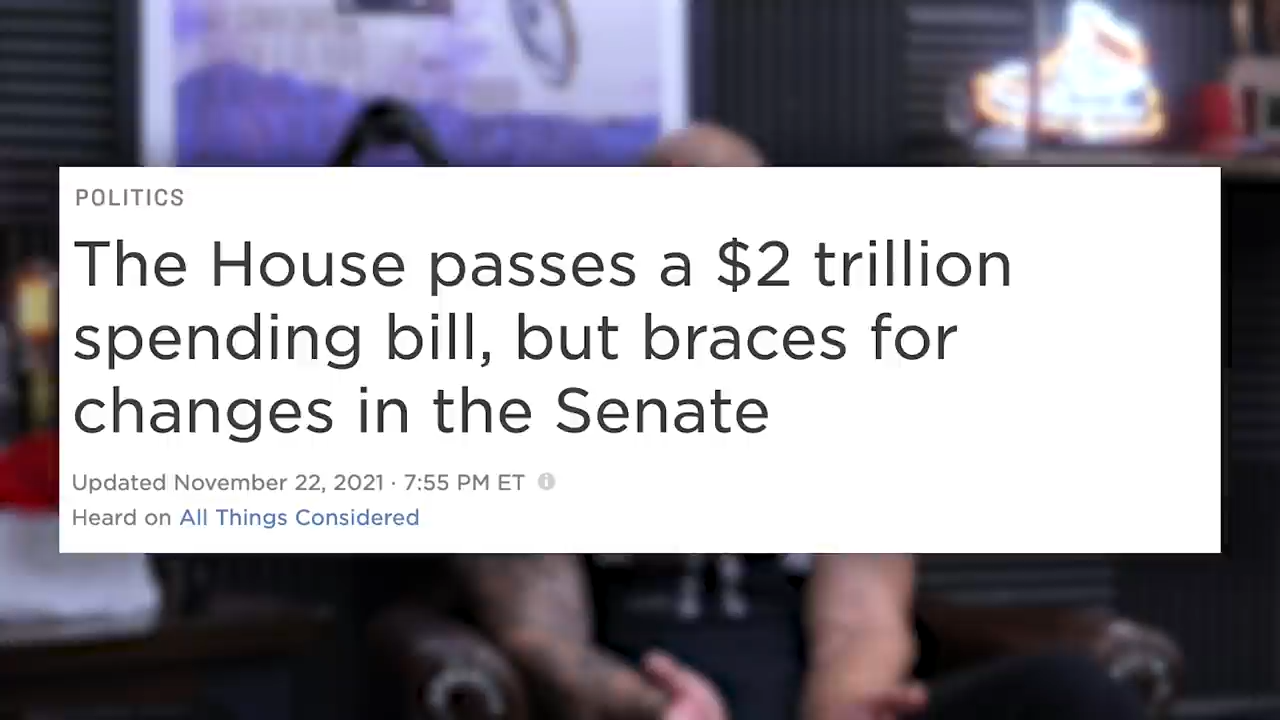 POLITICS
The House passes a $2 trillion
spending bill, but braces for
changes in the Senate
Updated November 22, 2021 · 7:55 PM ET
Heard on All Things Considered